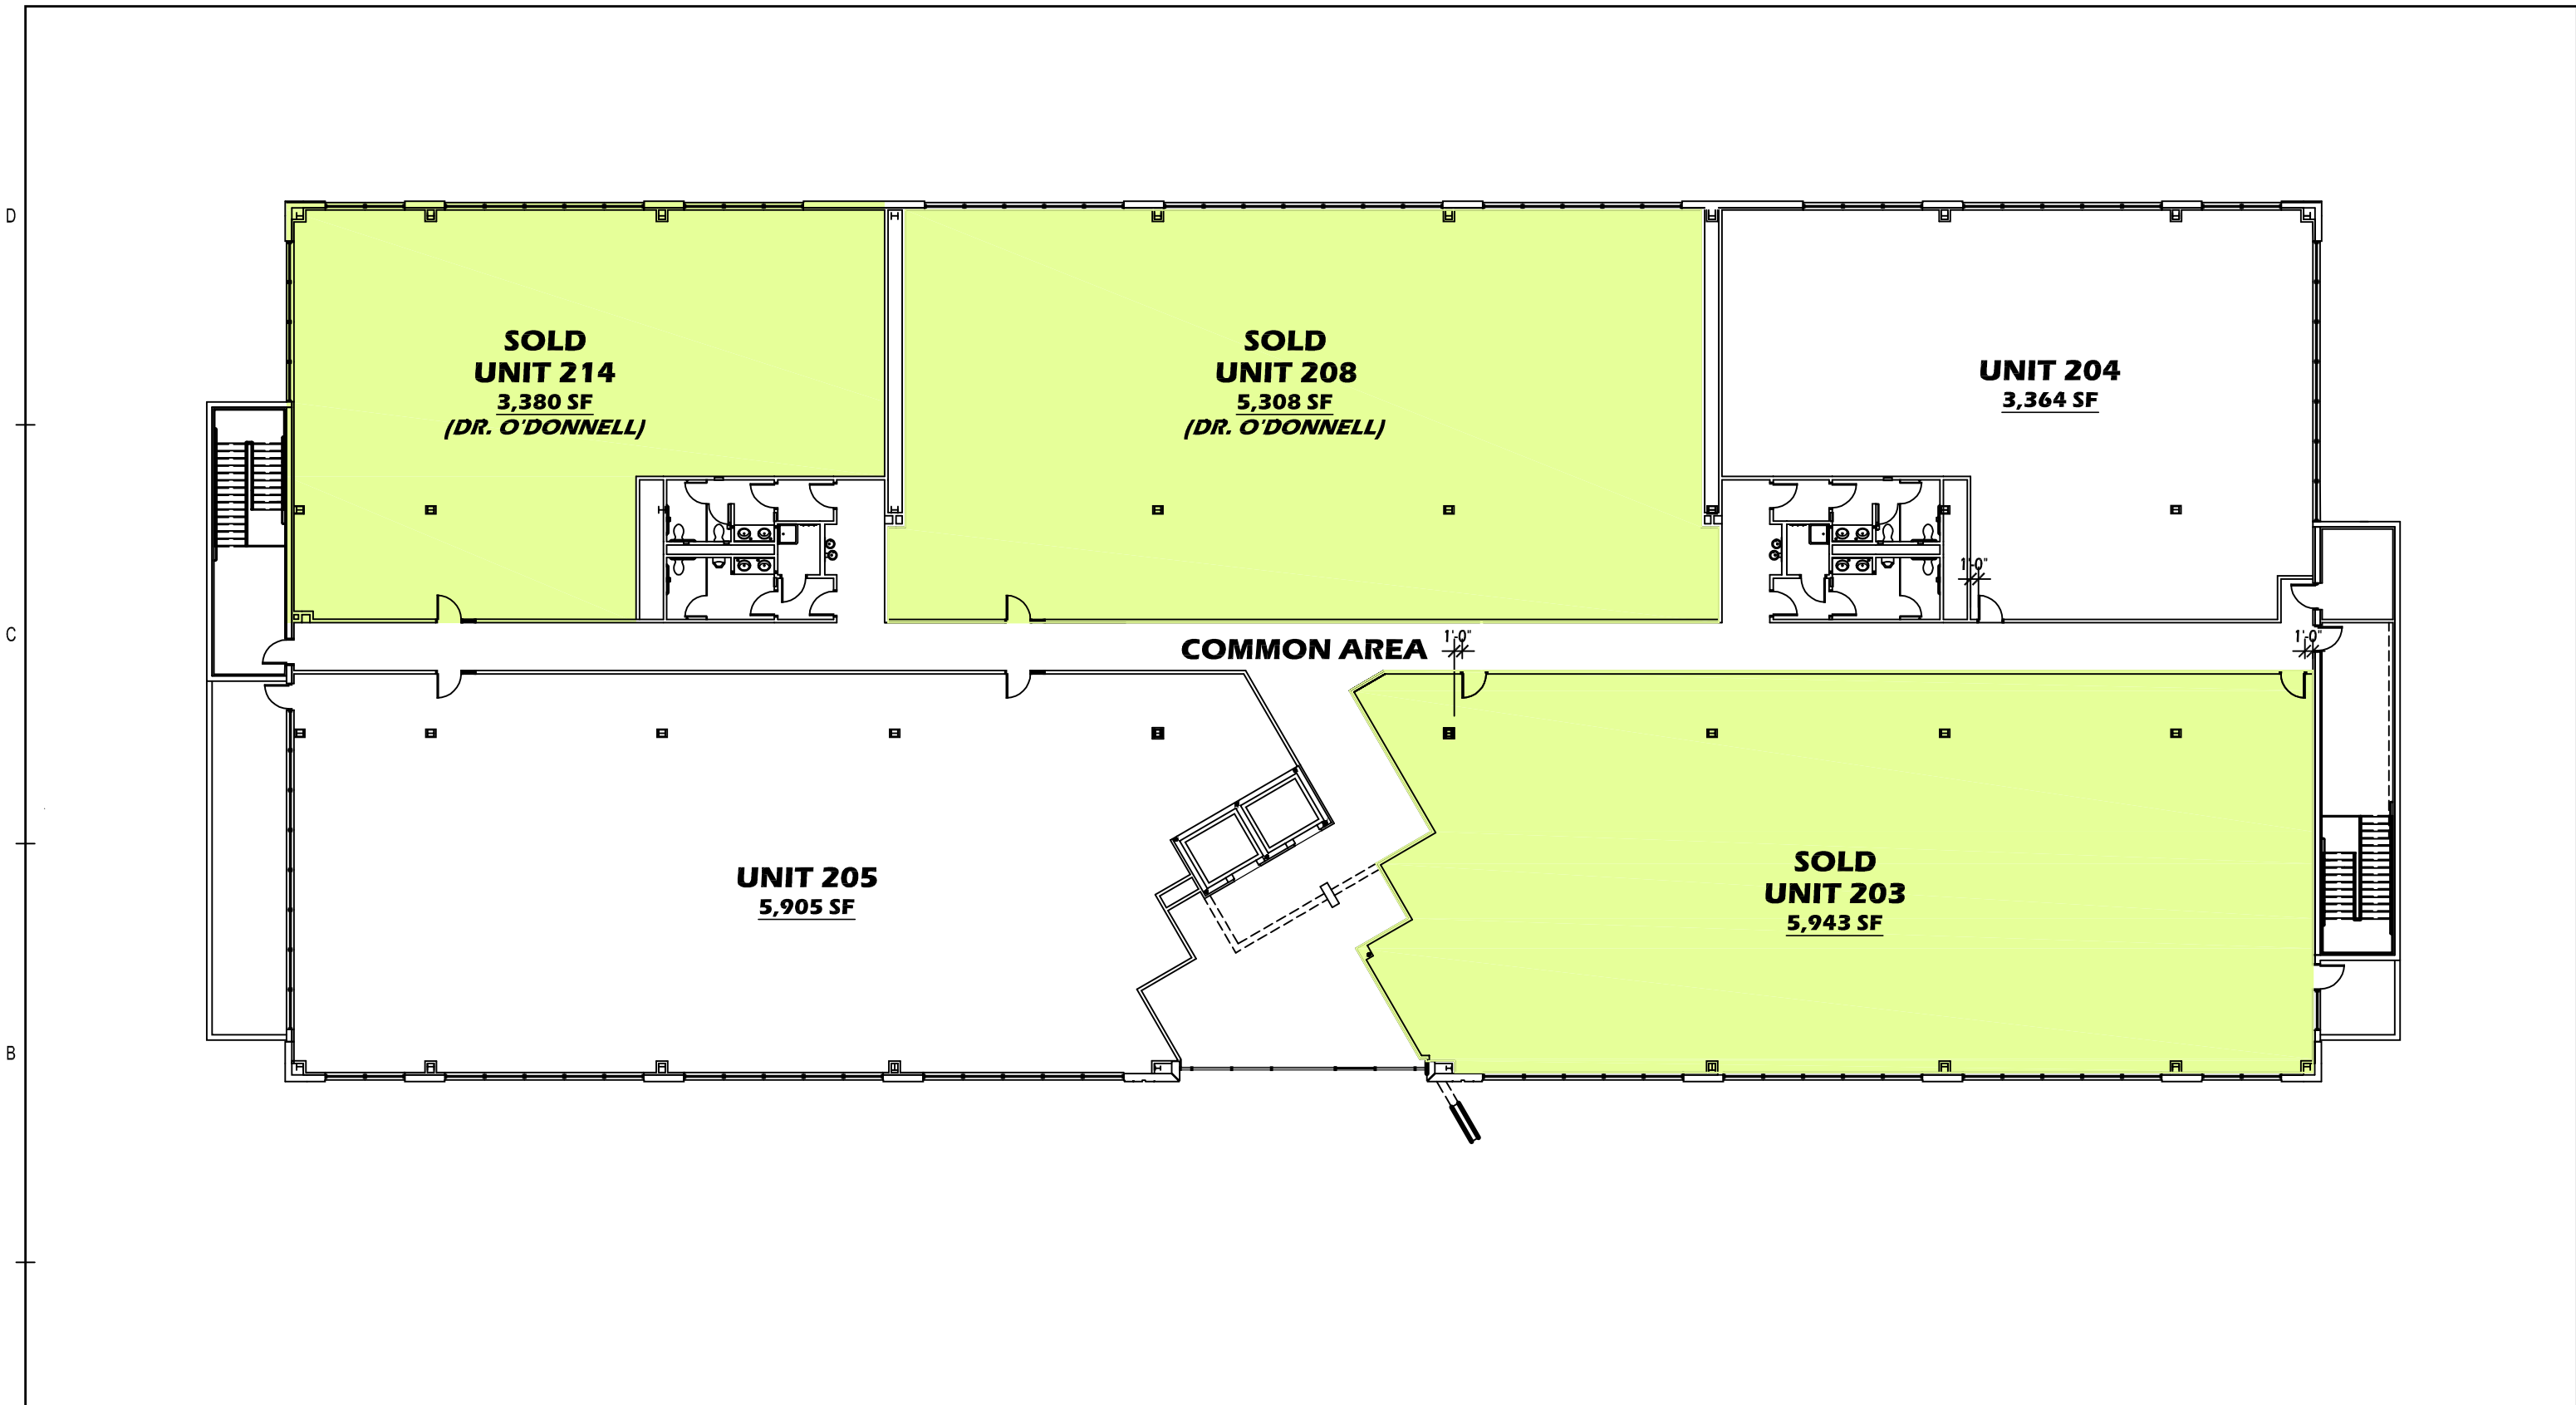 D
SOLD
UNIT 214
3,380 SF
(DR. O'DONNELL)
SOLD
UNIT 208
5,308 SF
(DR. O'DONNELL)
UNIT 204
3,364 SF
1'-0"
C
COMMON AREA
1'-0"
1'-0"
UNIT 205
5,905 SF
SOLD
UNIT 203
5,943 SF
B